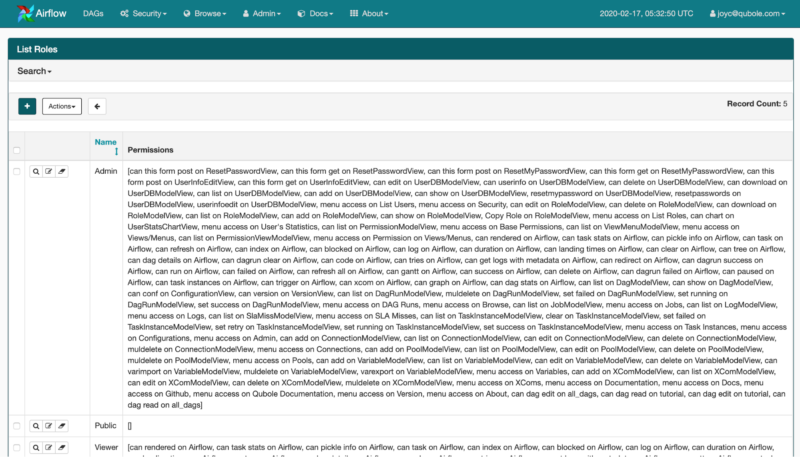 Airflow DAGs Security Browse Admin Docs About 2020-02-17, 05:32:50 UTC joyc@qubole.com
List Roles
Search
Actions Record Count: 5
Name Permissions
Admin [can this form post on ResetPasswordView, can this form get on ResetPasswordView, can this form post on ResetMyPasswordView, can this form get on ResetMyPasswordView, can this
form post on UserInfoEditView, can this form get on UserInfoEditView, can edit on UserDBModelView, can userinfo on UserDBModelView, can delete on UserDBModelView, can download on
UserDBModelView, can list on UserDBModelView, can add on UserDBModelView, can show on UserDBModelView, resetmypassword on UserDBModelView, resetpasswords on
UserDBModelView, userinfoedit on UserDBModelView, menu access on List Users, menu access on Security, can edit on RoleModelView, can delete on RoleModelView, can download on
RoleModelView, can list on RoleModelView, can add on RoleModelView, can show on RoleModelView, Copy Role on RoleModelView, menu access on List Roles, can chart on
UserStatsChartView, menu access on User's Statistics, can list on PermissionModelView, menu access on Base Permissions, can list on ViewMenuModelView, menu access on
Views/Menus, can list on PermissionViewModelView, menu access on Permission on Views/Menus, can rendered on Airflow, can task stats on Airflow, can pickle info on Airflow, can task on
Airflow, can refresh on Airflow, can index on Airflow, can blocked on Airflow, can log on Airflow, can duration on Airflow, can landing times on Airflow, can clear on Airflow, can tree on Airflow,
can dag details on Airflow, can dagrun clear on Airflow, can code on Airflow, can tries on Airflow, can get logs with metadata on Airflow, can redirect on Airflow, can dagrun success on
Airflow, can run on Airflow, can failed on Airflow, can refresh all on Airflow, can gantt on Airflow, can success on Airflow, can delete on Airflow, can dagrun failed on Airflow, can paused on
Airflow, can task instances on Airflow, can trigger on Airflow, can xcom on Airflow, can graph on Airflow, can dag stats on Airflow, can list on DagModelView, can show on DagModelView,
can conf on ConfigurationView, can version on VersionView, can list on DagRunModelView, muldelete on DagRunModelView, set failed on DagRunModelView, set running on
DagRunModelView, set success on DagRunModelView, menu access on DAG Runs, menu access on Browse, can list on JobModelView, menu access on Jobs, can list on LogModelView,
menu access on Logs, can list on SlaMissModelView, menu access on SLA Misses, can list on TaskInstanceModelView, clear on TaskInstanceModelView, set failed on
TaskInstanceModelView, set retry on TaskInstanceModelView, set running on TaskInstanceModelView, set success on TaskInstanceModelView, menu access on Task Instances, menu access
on Configurations, menu access on Admin, can add on ConnectionModelView, can list on ConnectionModelView, can edit on ConnectionModelView, can delete on ConnectionModelView,
muldelete on ConnectionModelView, menu access on Connections, can add on PoolModelView, can list on PoolModelView, can edit on PoolModelView, can delete on PoolModelView,
muldelete on PoolModelView, menu access on Pools, can add on VariableModelView, can list on VariableModelView, can edit on VariableModelView, can delete on VariableModelView, can
varimport on VariableModelView, muldelete on VariableModelView, varexport on VariableModelView, menu access on Variables, can add on XComModelView, can list on XComModelView,
can edit on XComModelView, can delete on XComModelView, muldelete on XComModelView, menu access on XComs, menu access on Documentation, menu access on Docs, menu
access on Github, menu access on Qubole Documentation, menu access on Version, menu access on About, can dag edit on all_dags, can dag read on tutorial, can dag edit on tutorial, can
dag read on all_dags]
Public []
Viewer [can rendered on Airflow, can task stats on Airflow, can pickle info on Airflow, can task on Airflow, can index on Airflow, can blocked on Airflow, can log on Airflow, can duration on Airflow,